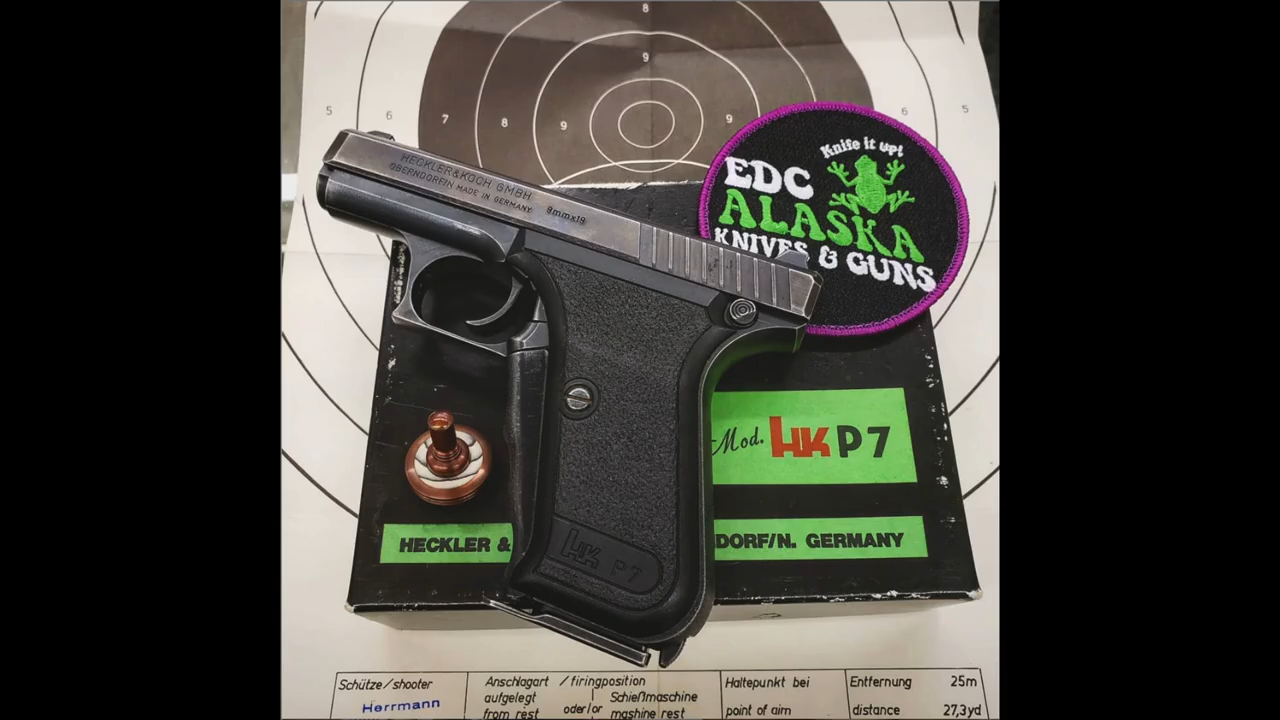 8
9
5
6
7
8
9
9
6
5
HECKLER & KOCH GMBH
OBERNDORF/N MADE IN GERMANY
9mmx19
Knife it up!
EDC
ALASKA
KNIVES & GUNS
Mod. HK P7
HECKLER &
DORF/N. GERMANY
HK P7
Schütze/shooter
Herrmann
Anschlagart / firingposition
aufgelegt
from rest
oder/or
Schießmaschine
mashine rest
Haltepunkt bei
point of aim
Entfernung 25m
distance 27,3yd